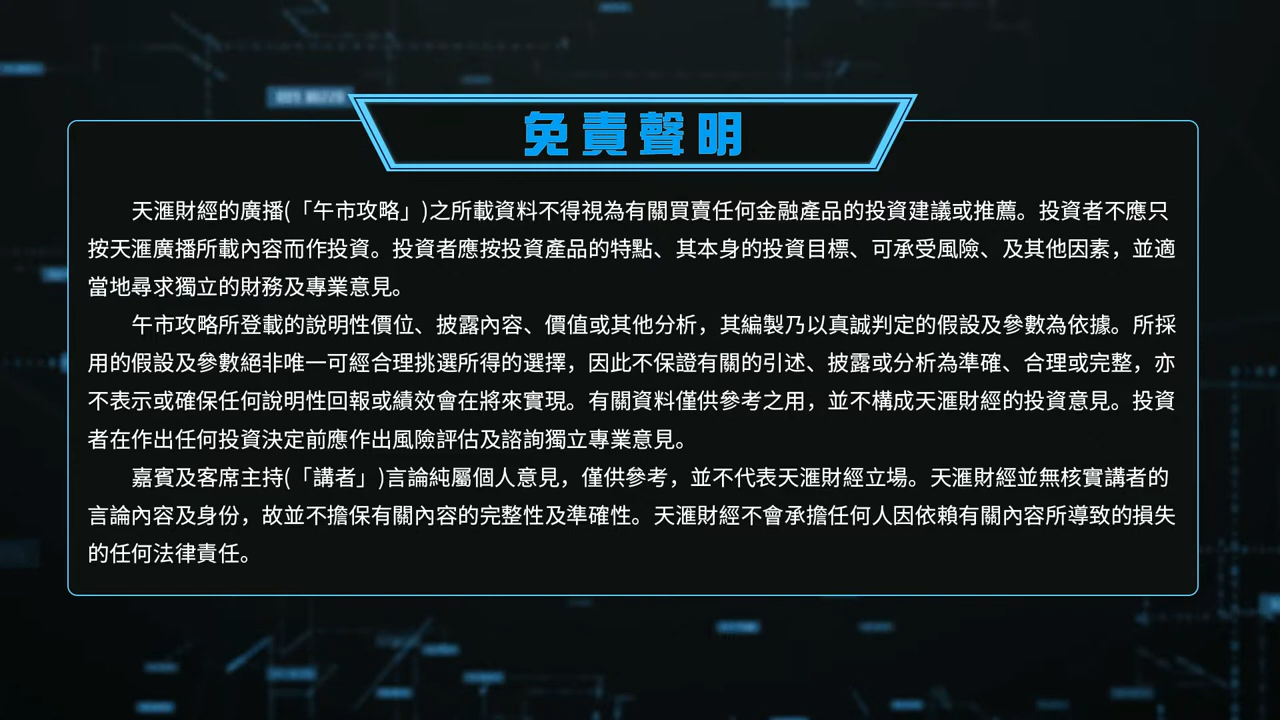 免責聲明
天滙財經的廣播(「午市攻略」)之所載資料不得視為有關買賣任何金融產品的投資建議或推薦。投資者不應只
按天滙廣播所載內容而作投資。投資者應按投資產品的特點、其本身的投資目標、可承受風險、及其他因素，並適
當地尋求獨立的財務及專業意見。
午市攻略所登載的說明性價位、披露內容、價值或其他分析，其編製乃以真誠判定的假設及參數為依據。所採
用的假設及參數絕非唯一可經合理挑選所得的選擇，因此不保證有關的引述、披露或分析為準確、合理或完整，亦
不表示或確保任何說明性回報或績效會在將來實現。有關資料僅供參考之用，並不構成天滙財經的投資意見。投資
者在作出任何投資決定前應作出風險評估及諮詢獨立專業意見。
嘉賓及客席主持(「講者」)言論純屬個人意見，僅供參考，並不代表天滙財經立場。天滙財經並無核實講者的
言論內容及身份，故並不擔保有關內容的完整性及準確性。天滙財經不會承擔任何人因依賴有關內容所導致的損失
的任何法律責任。